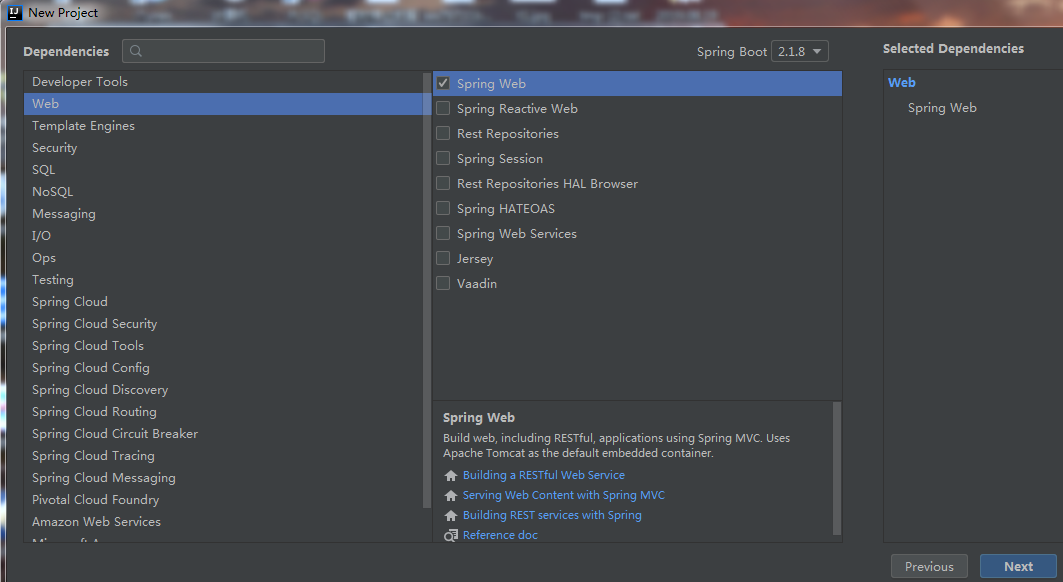 New Project
Dependencies
Spring Boot 2.1.8
Selected Dependencies
Developer Tools
Web
Template Engines
Security
SQL
NoSQL
Messaging
I/O
Ops
Testing
Spring Cloud
Spring Cloud Security
Spring Cloud Tools
Spring Cloud Config
Spring Cloud Discovery
Spring Cloud Routing
Spring Cloud Circuit Breaker
Spring Cloud Tracing
Spring Cloud Messaging
Pivotal Cloud Foundry
Amazon Web Services
Spring Web
Spring Reactive Web
Rest Repositories
Spring Session
Rest Repositories HAL Browser
Spring HATEOAS
Spring Web Services
Jersey
Vaadin
Spring Web
Build web, including RESTful, applications using Spring MVC. Uses
Apache Tomcat as the default embedded container.
Building a RESTful Web Service
Serving Web Content with Spring MVC
Building REST services with Spring
Reference doc
Web
Spring Web
Previous
Next